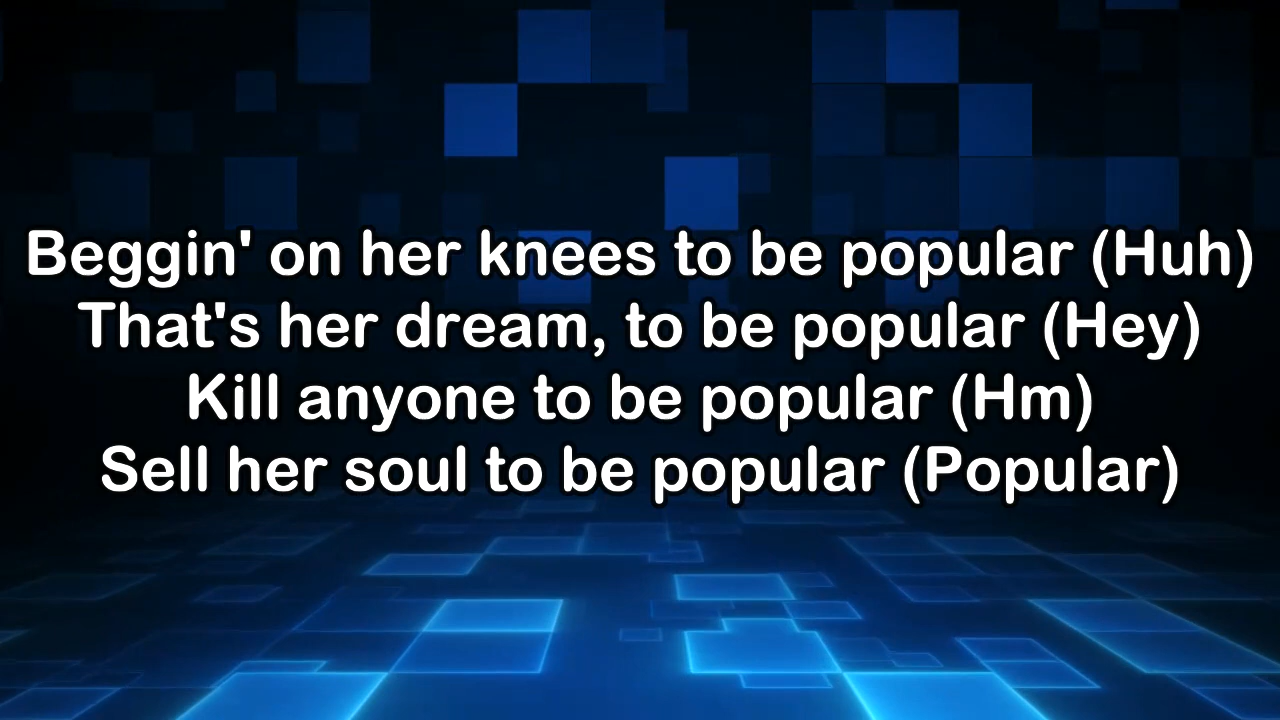 Beggin' on her knees to be popular (Huh)
That's her dream, to be popular (Hey)
Kill anyone to be popular (Hm)
Sell her soul to be popular (Popular)